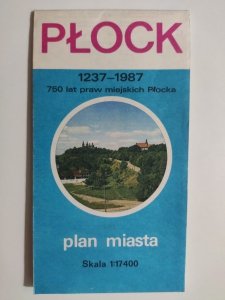 PŁOCK
1237–1987
750 lat praw miejskich Płocka
plan miasta
Skala 1:17400